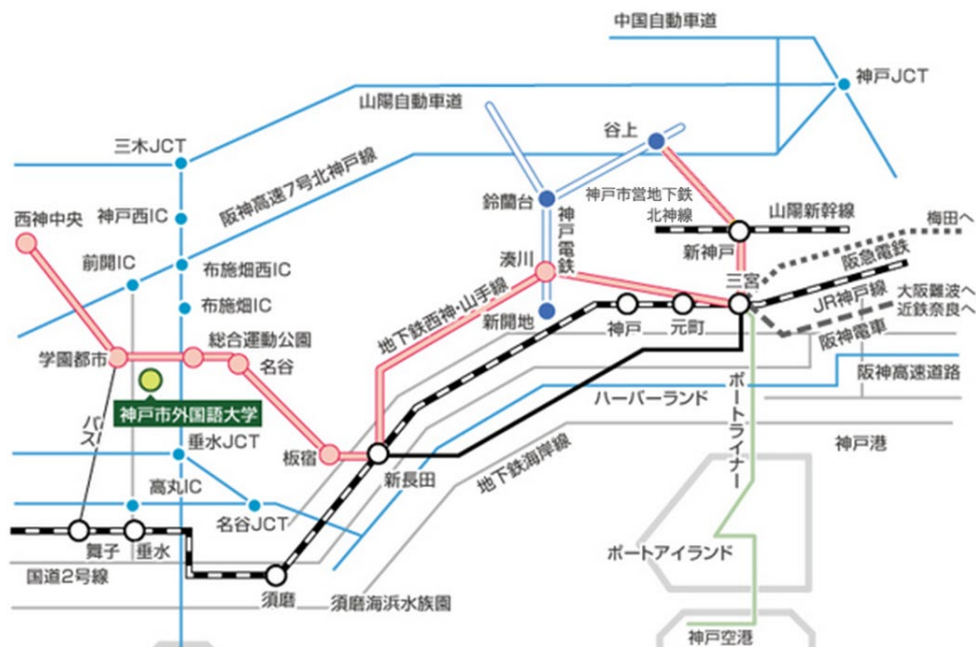 中国自動車道
神戸JCT
山陽自動車道
谷上
三木JCT
阪神高速7号北神戸線
神戸市営地下鉄
北神線
鈴蘭台
神戸電鉄
山陽新幹線
西神中央
神戸西IC
新神戸
梅田へ
前開IC
布施畑西IC
湊川
三宮
阪急電鉄
布施畑IC
地下鉄西神・山手線
新開地
神戸
元町
JR神戸線
大阪難波へ
近鉄奈良へ
阪神電車
学園都市
総合運動公園
名谷
阪神高速道路
神戸市外国語大学
バス
ハーバーランド
ポートライナー
垂水JCT
板宿
新長田
地下鉄海岸線
神戸港
高丸IC
名谷JCT
舞子
垂水
ポートアイランド
国道2号線
須磨
須磨海浜水族園
神戸空港